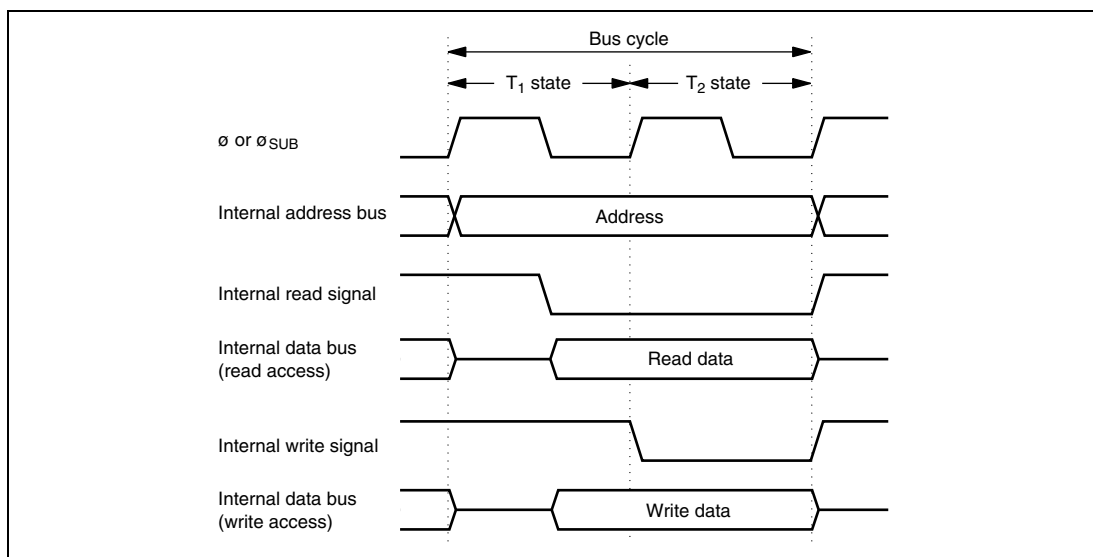 Bus cycle
T₁ state
T₂ state
ø or øSUB
Internal address bus
Address
Internal read signal
Internal data bus
(read access)
Read data
Internal write signal
Internal data bus
(write access)
Write data